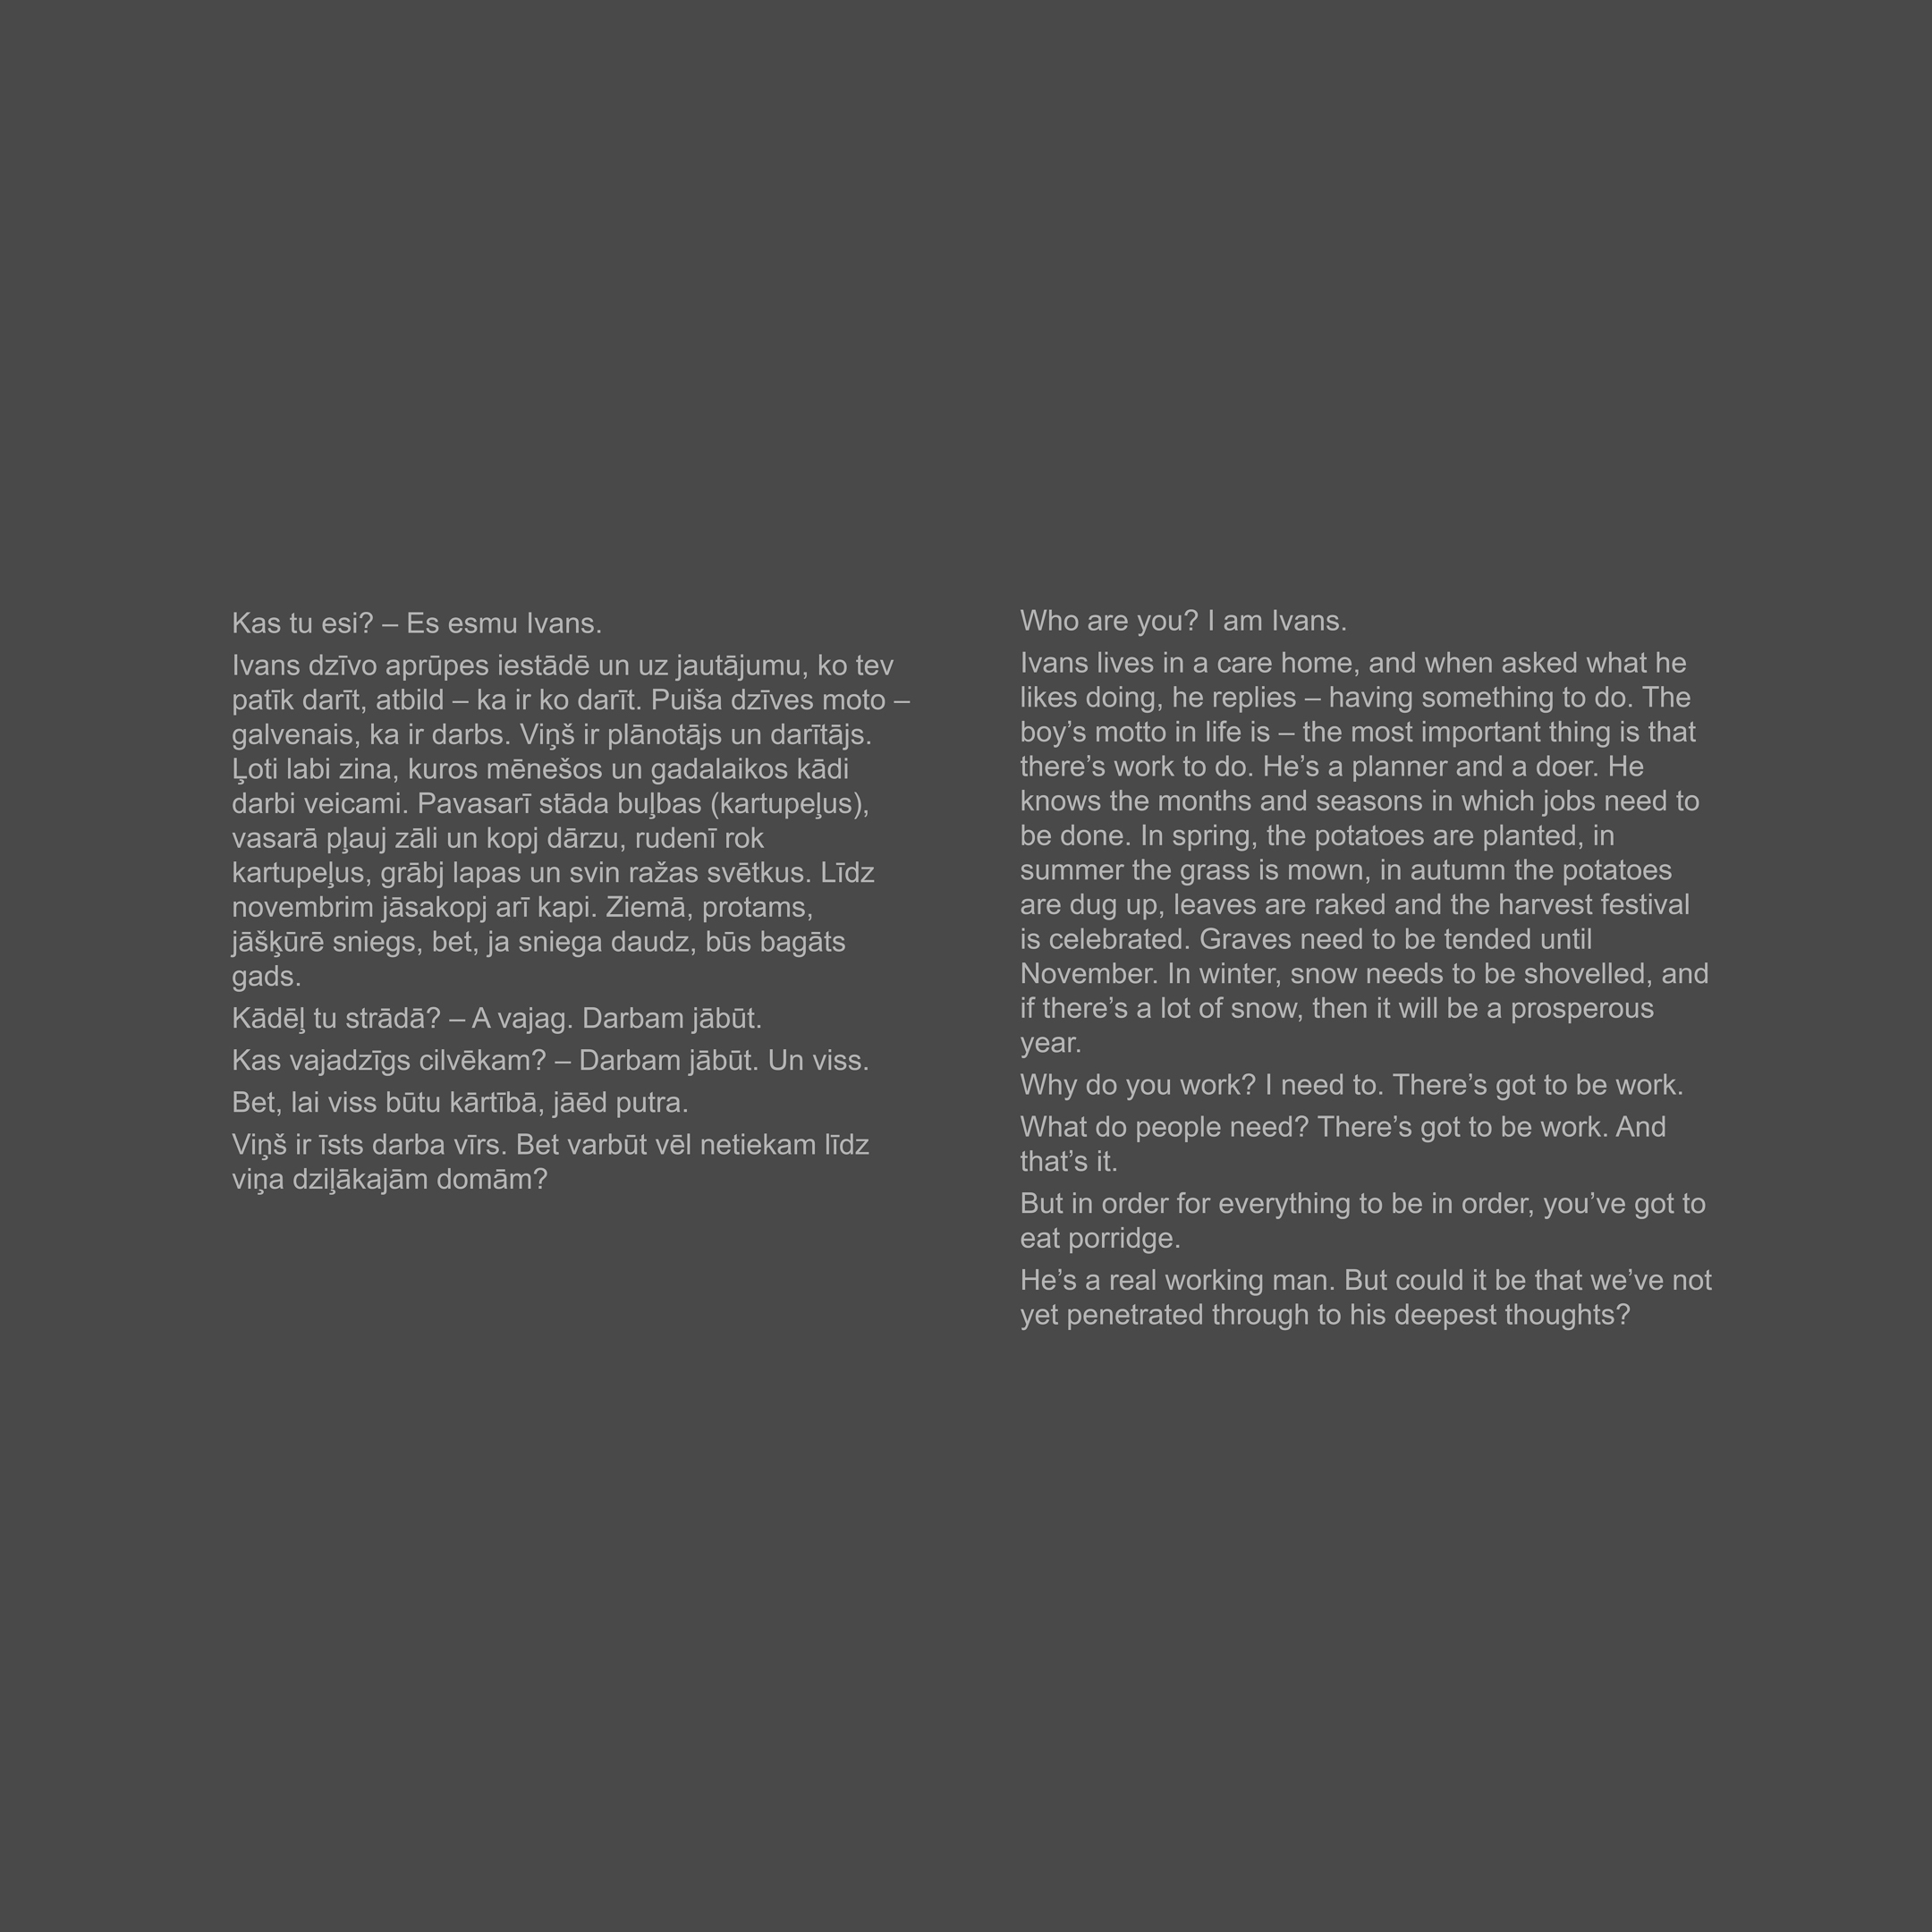 Kas tu esi? – Es esmu Ivans.
Ivans dzīvo aprūpes iestādē un uz jautājumu, ko tev
patīk darīt, atbild – ka ir ko darīt. Puiša dzīves moto –
galvenais, ka ir darbs. Viņš ir plānotājs un darītājs.
Ļoti labi zina, kuros mēnešos un gadalaikos kādi
darbi veicami. Pavasarī stāda buļbas (kartupeļus),
vasarā pļauj zāli un kopj dārzu, rudenī rok
kartupeļus, grābj lapas un svin ražas svētkus. Līdz
novembrim jāsakopj arī kapi. Ziemā, protams,
jāšķūrē sniegs, bet, ja sniega daudz, būs bagāts
gads.
Kādēļ tu strādā? – A vajag. Darbam jābūt.
Kas vajadzīgs cilvēkam? – Darbam jābūt. Un viss.
Bet, lai viss būtu kārtībā, jāēd putra.
Viņš ir īsts darba vīrs. Bet varbūt vēl netiekam līdz
viņa dziļākajām domām?
Who are you? I am Ivans.
Ivans lives in a care home, and when asked what he
likes doing, he replies – having something to do. The
boy’s motto in life is – the most important thing is that
there’s work to do. He’s a planner and a doer. He
knows the months and seasons in which jobs need to
be done. In spring, the potatoes are planted, in
summer the grass is mown, in autumn the potatoes
are dug up, leaves are raked and the harvest festival
is celebrated. Graves need to be tended until
November. In winter, snow needs to be shovelled, and
if there’s a lot of snow, then it will be a prosperous
year.
Why do you work? I need to. There’s got to be work.
What do people need? There’s got to be work. And
that’s it.
But in order for everything to be in order, you’ve got to
eat porridge.
He’s a real working man. But could it be that we’ve not
yet penetrated through to his deepest thoughts?